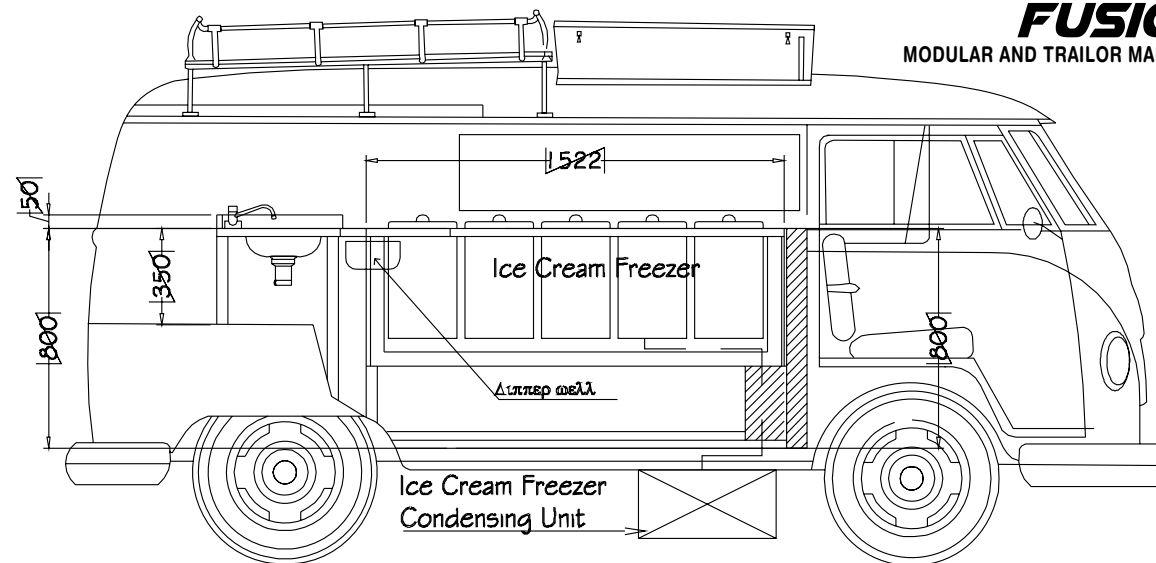 FUSIO
MODULAR AND TRAILOR MA
1522
50
350
800
Ice Cream Freezer
800
Διππερ ωελλ
Ice Cream Freezer
Condensing Unit